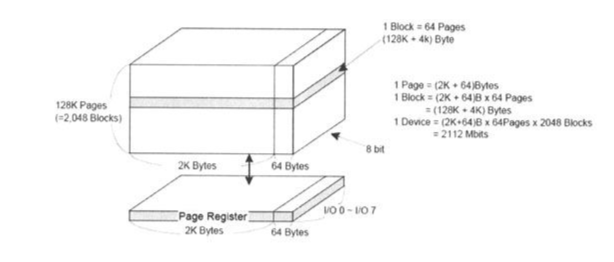 1 Block = 64 Pages
(128K + 4k) Byte
128K Pages
(=2,048 Blocks)
1 Page = (2K + 64)Bytes
1 Block = (2K + 64)B x 64 Pages
= (128K + 4K) Bytes
1 Device = (2K+64)B x 64Pages x 2048 Blocks
= 2112 Mbits
8 bit
2K Bytes
64 Bytes
Page Register
I/O 0 ~ I/O 7
2K Bytes
64 Bytes